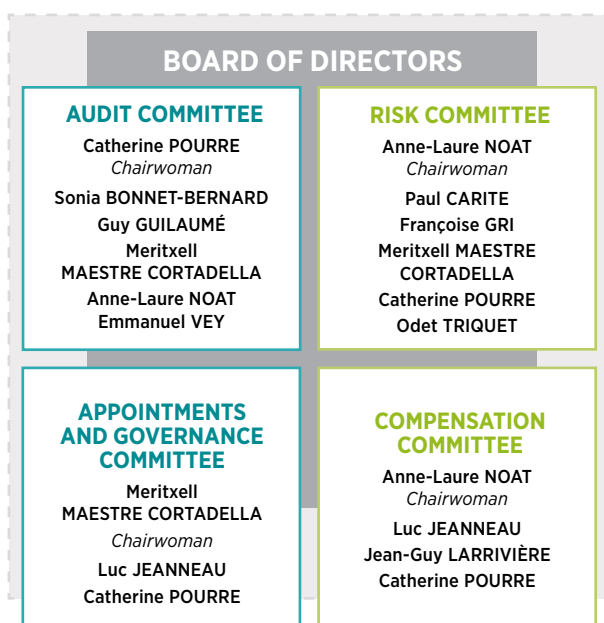 BOARD OF DIRECTORS
AUDIT COMMITTEE
Catherine POURRE
Chairwoman
Sonia BONNET-BERNARD
Guy GUILAUMÉ
Meritxell
MAESTRE CORTADELLA
Anne-Laure NOAT
Emmanuel VEY
RISK COMMITTEE
Anne-Laure NOAT
Chairwoman
Paul CARITE
Françoise GRI
Meritxell MAESTRE
CORTADELLA
Catherine POURRE
Odet TRIQUET
APPOINTMENTS
AND GOVERNANCE
COMMITTEE
Meritxell
MAESTRE CORTADELLA
Chairwoman
Luc JEANNEAU
Catherine POURRE
COMPENSATION
COMMITTEE
Anne-Laure NOAT
Chairwoman
Luc JEANNEAU
Jean-Guy LARRIVIÈRE
Catherine POURRE